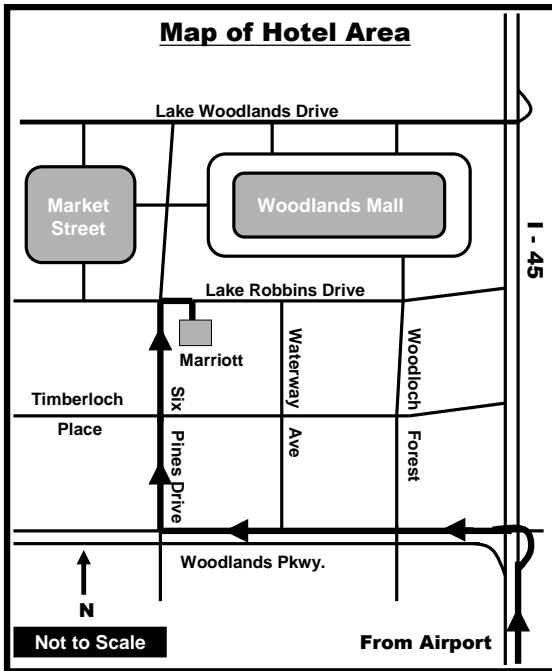 Map of Hotel Area
Lake Woodlands Drive
Market
Street
Woodlands Mall
I - 45
Lake Robbins Drive
Marriott
Six Pines Drive
Waterway Ave
Woodloch Forest
Timberloch
Place
Woodlands Pkwy.
N
Not to Scale
From Airport